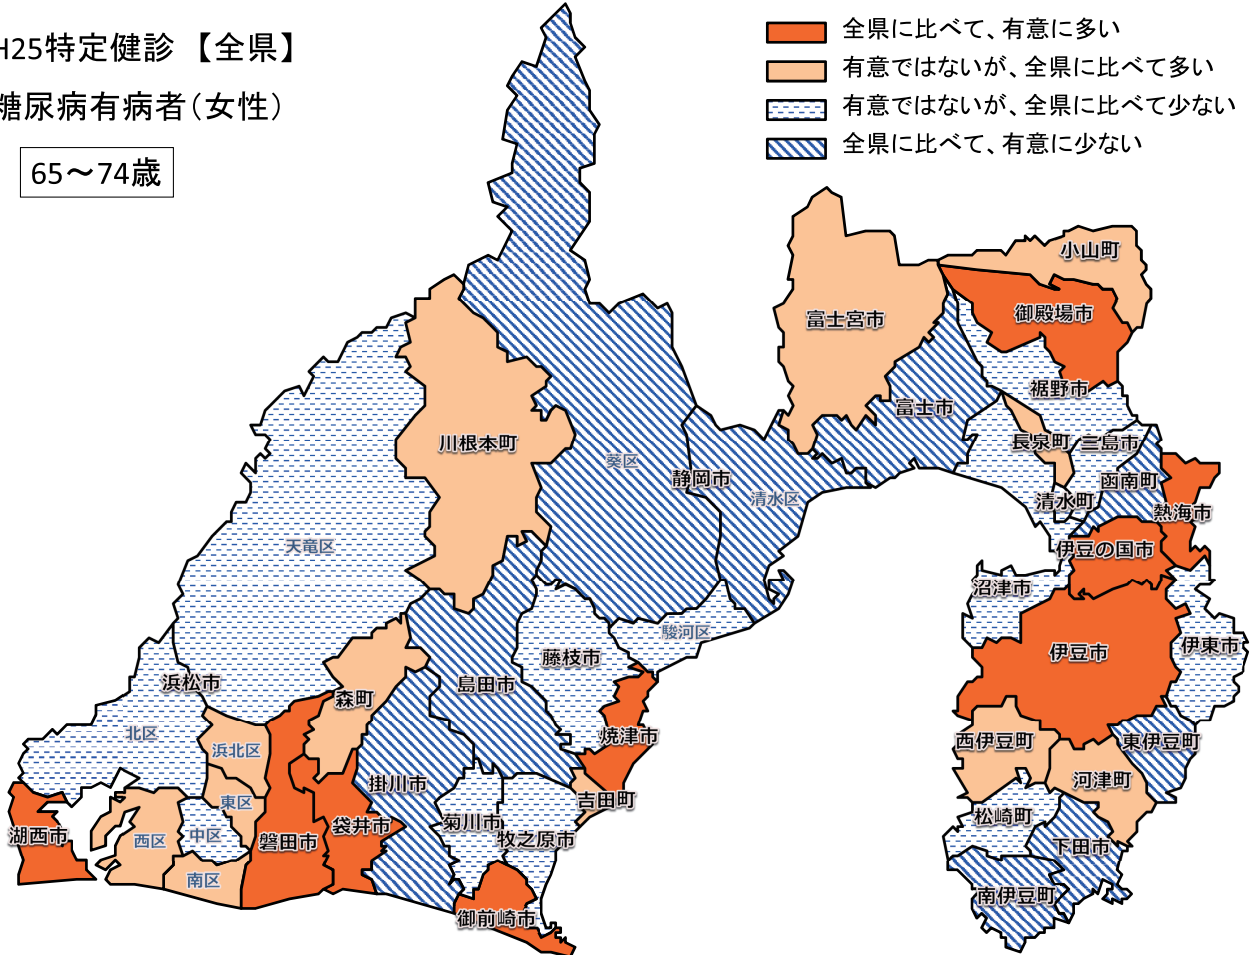 H25特定健診【全県】
糖尿病有病者(女性)
65～74歳
全県に比べて、有意に多い
有意ではないが、全県に比べて多い
有意ではないが、全県に比べて少ない
全県に比べて、有意に少ない
小山町
御殿場市
富士宮市
裾野市
富士市
川根本町
長泉町
三島市
葵区
静岡市
函南町
清水区
清水町
熱海市
天竜区
伊豆の国市
沼津市
駿河区
伊東市
藤枝市
伊豆市
浜松市
島田市
森町
北区
焼津市
西伊豆町
東伊豆町
浜北区
掛川市
河津町
東区
吉田町
松崎町
湖西市
西区
中区
磐田市
袋井市
菊川市
牧之原市
下田市
南区
南伊豆町
御前崎市